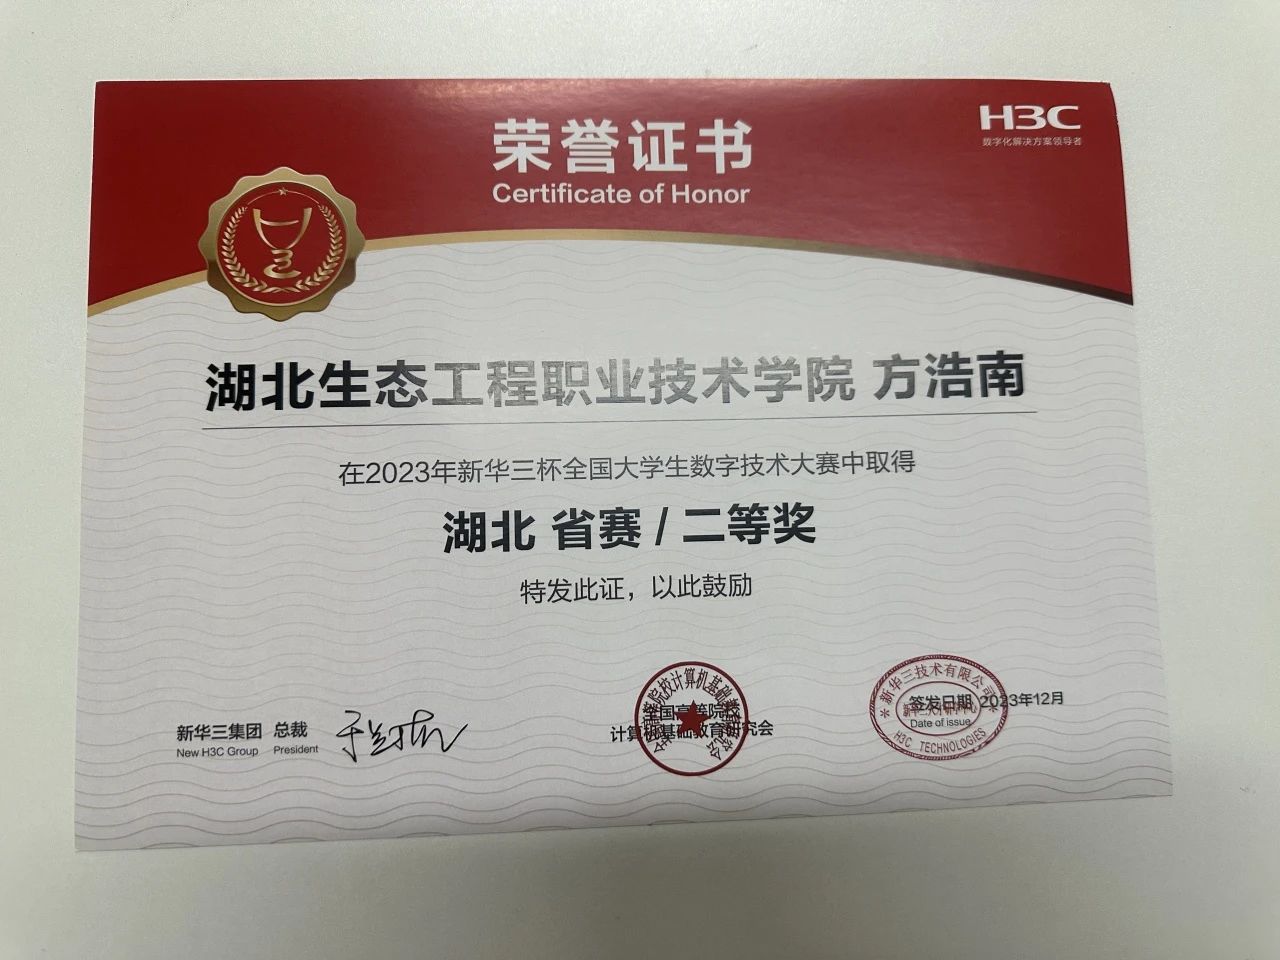 荣誉证书
Certificate of Honor
H3C
数字化解决方案领导者
湖北生态工程职业技术学院 方浩南
在2023年新华三杯全国大学生数字技术大赛中取得
湖北 省赛 / 二等奖
特发此证，以此鼓励
新华三集团 总裁
New H3C Group President
全国高等院校
计算机基础教育研究会
新华三技术有限公司
签发日期 2023年12月
Date of issue
H3C TECHNOLOGIES